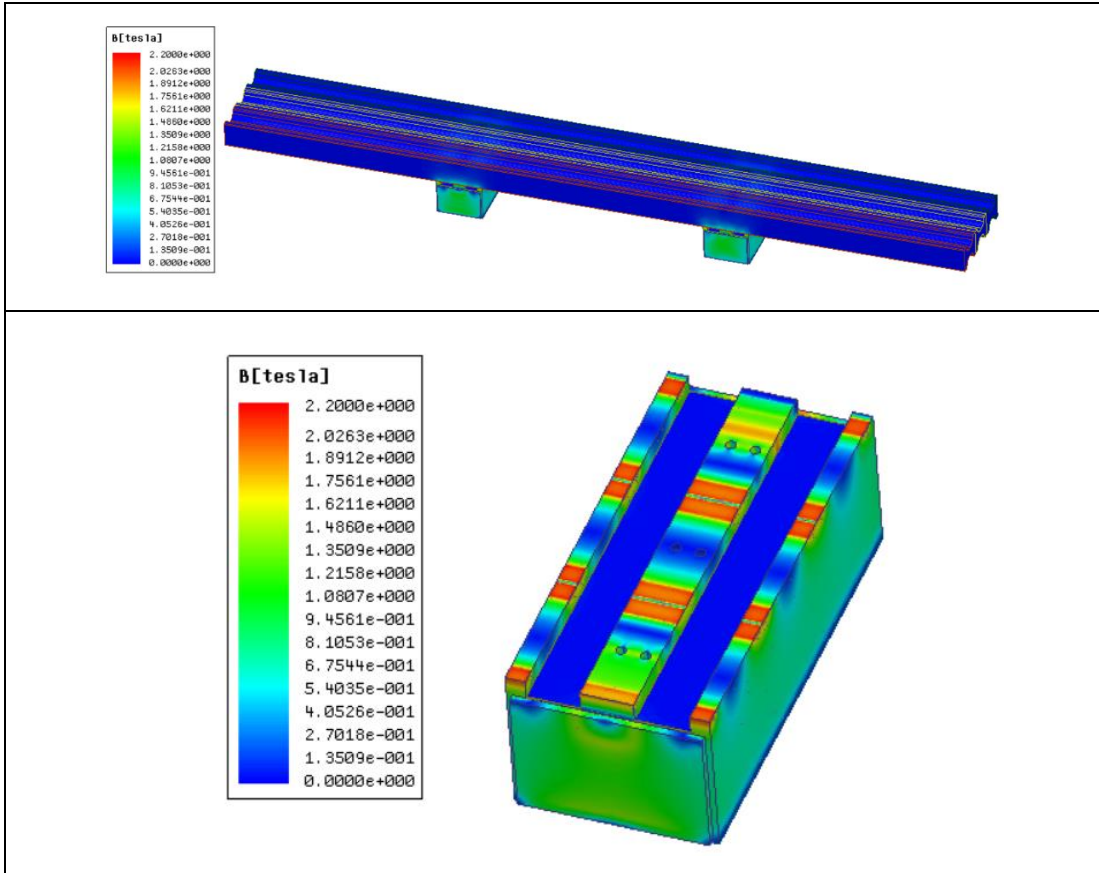 B[tesla]
2.2000e+000
2.0263e+000
1.8912e+000
1.7561e+000
1.6211e+000
1.4860e+000
1.3509e+000
1.2158e+000
1.0807e+000
9.4561e-001
8.1053e-001
6.7544e-001
5.4035e-001
4.0526e-001
2.7018e-001
1.3509e-001
0.0000e+000
B[tesla]
2.2000e+000
2.0263e+000
1.8912e+000
1.7561e+000
1.6211e+000
1.4860e+000
1.3509e+000
1.2158e+000
1.0807e+000
9.4561e-001
8.1053e-001
6.7544e-001
5.4035e-001
4.0526e-001
2.7018e-001
1.3509e-001
0.0000e+000